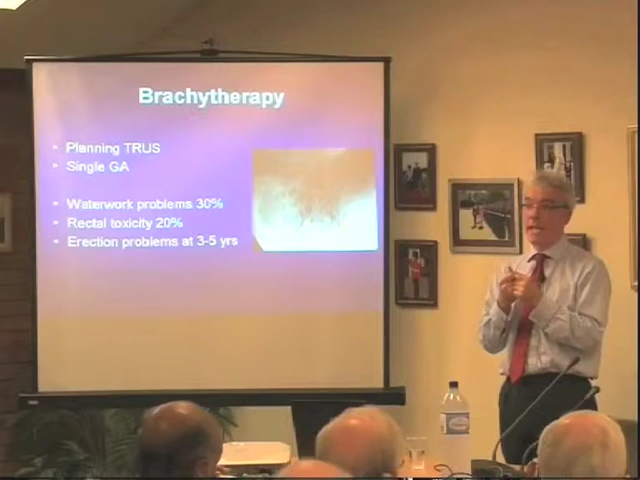 Brachytherapy
• Planning TRUS
• Single GA
• Waterwork problems 30%
• Rectal toxicity 20%
• Erection problems at 3-5 yrs